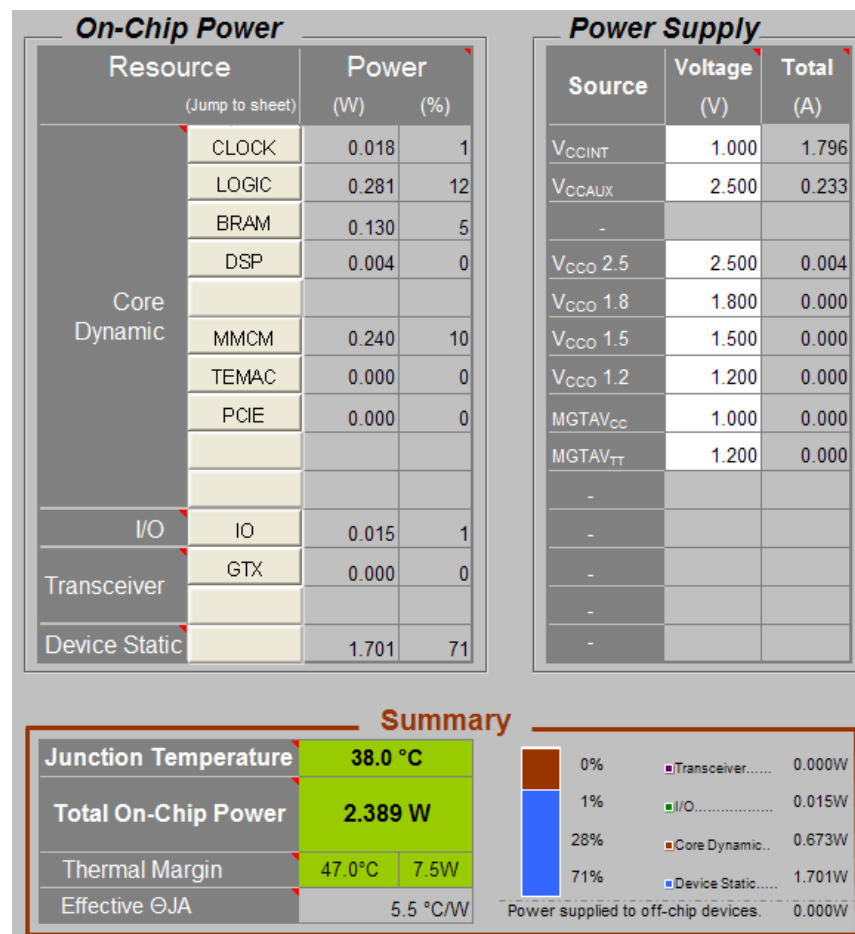 On-Chip Power
Resource Power
(Jump to sheet) (W) (%)
Core
Dynamic
CLOCK 0.018 1
LOGIC 0.281 12
BRAM 0.130 5
DSP 0.004 0
MMCM 0.240 10
TEMAC 0.000 0
PCIE 0.000 0
I/O IO 0.015 1
Transceiver GTX 0.000 0
Device Static 1.701 71
Power Supply
Source Voltage Total
(V) (A)
VCCINT 1.000 1.796
VCCAUX 2.500 0.233
-
VCCO 2.5 2.500 0.004
VCCO 1.8 1.800 0.000
VCCO 1.5 1.500 0.000
VCCO 1.2 1.200 0.000
MGTAVCC 1.000 0.000
MGTAVTT 1.200 0.000
-
-
-
-
-
Summary
Junction Temperature 38.0 °C
Total On-Chip Power 2.389 W
Thermal Margin 47.0°C 7.5W
Effective ΘJA 5.5 °C/W
0% Transceiver...... 0.000W
1% I/O................. 0.015W
28% Core Dynamic.. 0.673W
71% Device Static..... 1.701W
Power supplied to off-chip devices. 0.000W